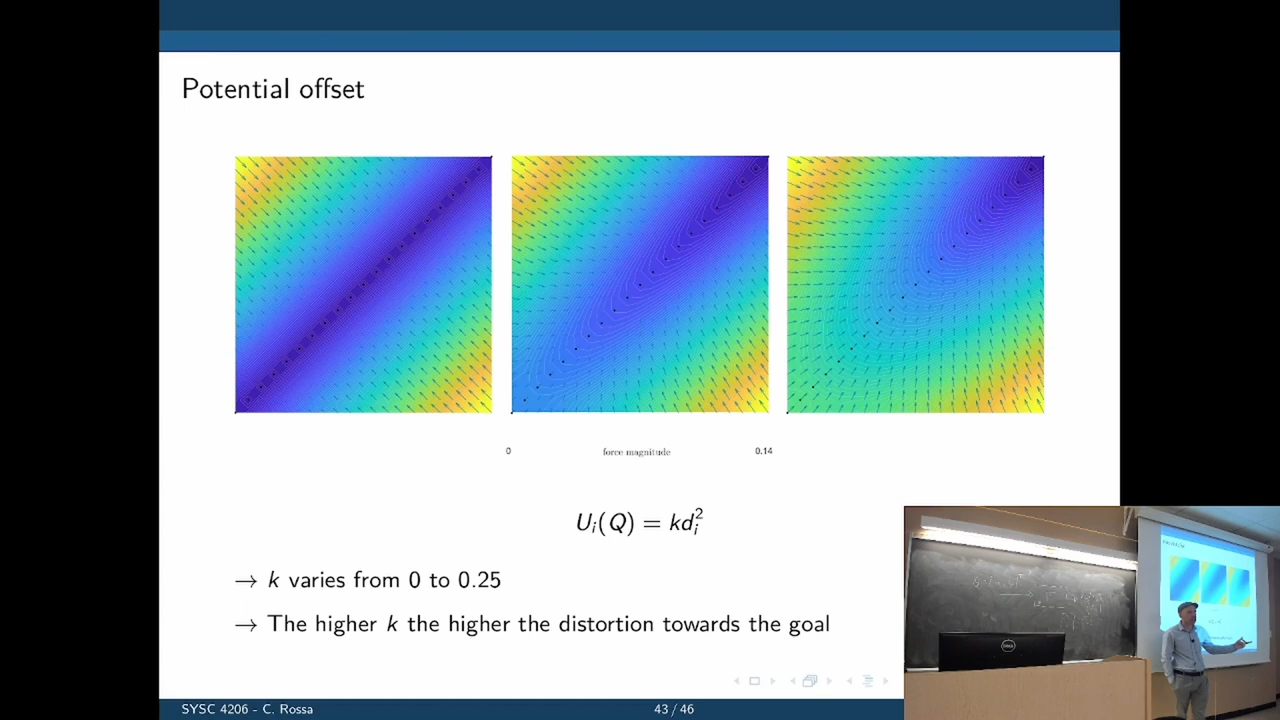 Potential offset
0 force magnitude 0.14
U_i(Q) = kd_i^2
→ k varies from 0 to 0.25
→ The higher k the higher the distortion towards the goal
SYSC 4206 - C. Rossa 43 / 46
DELL